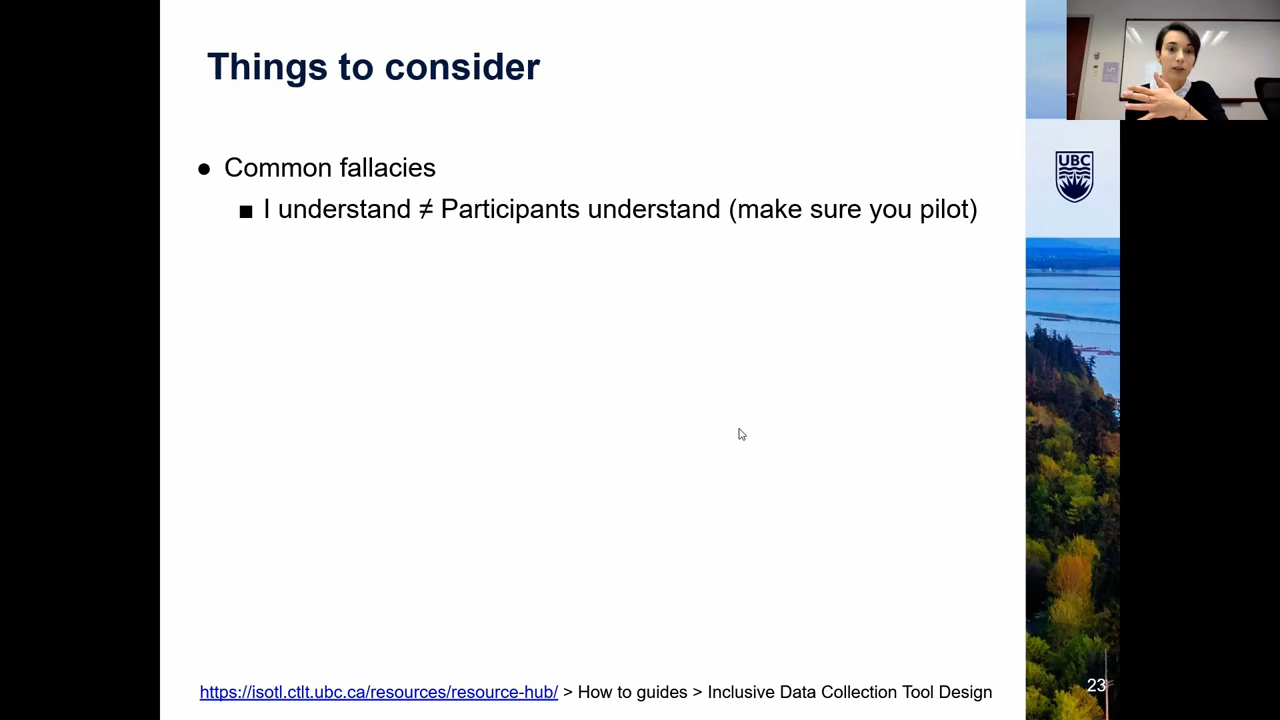 Things to consider
● Common fallacies
■ I understand ≠ Participants understand (make sure you pilot)
UBC
https://isotl.ctlt.ubc.ca/resources/resource-hub/ > How to guides > Inclusive Data Collection Tool Design
23